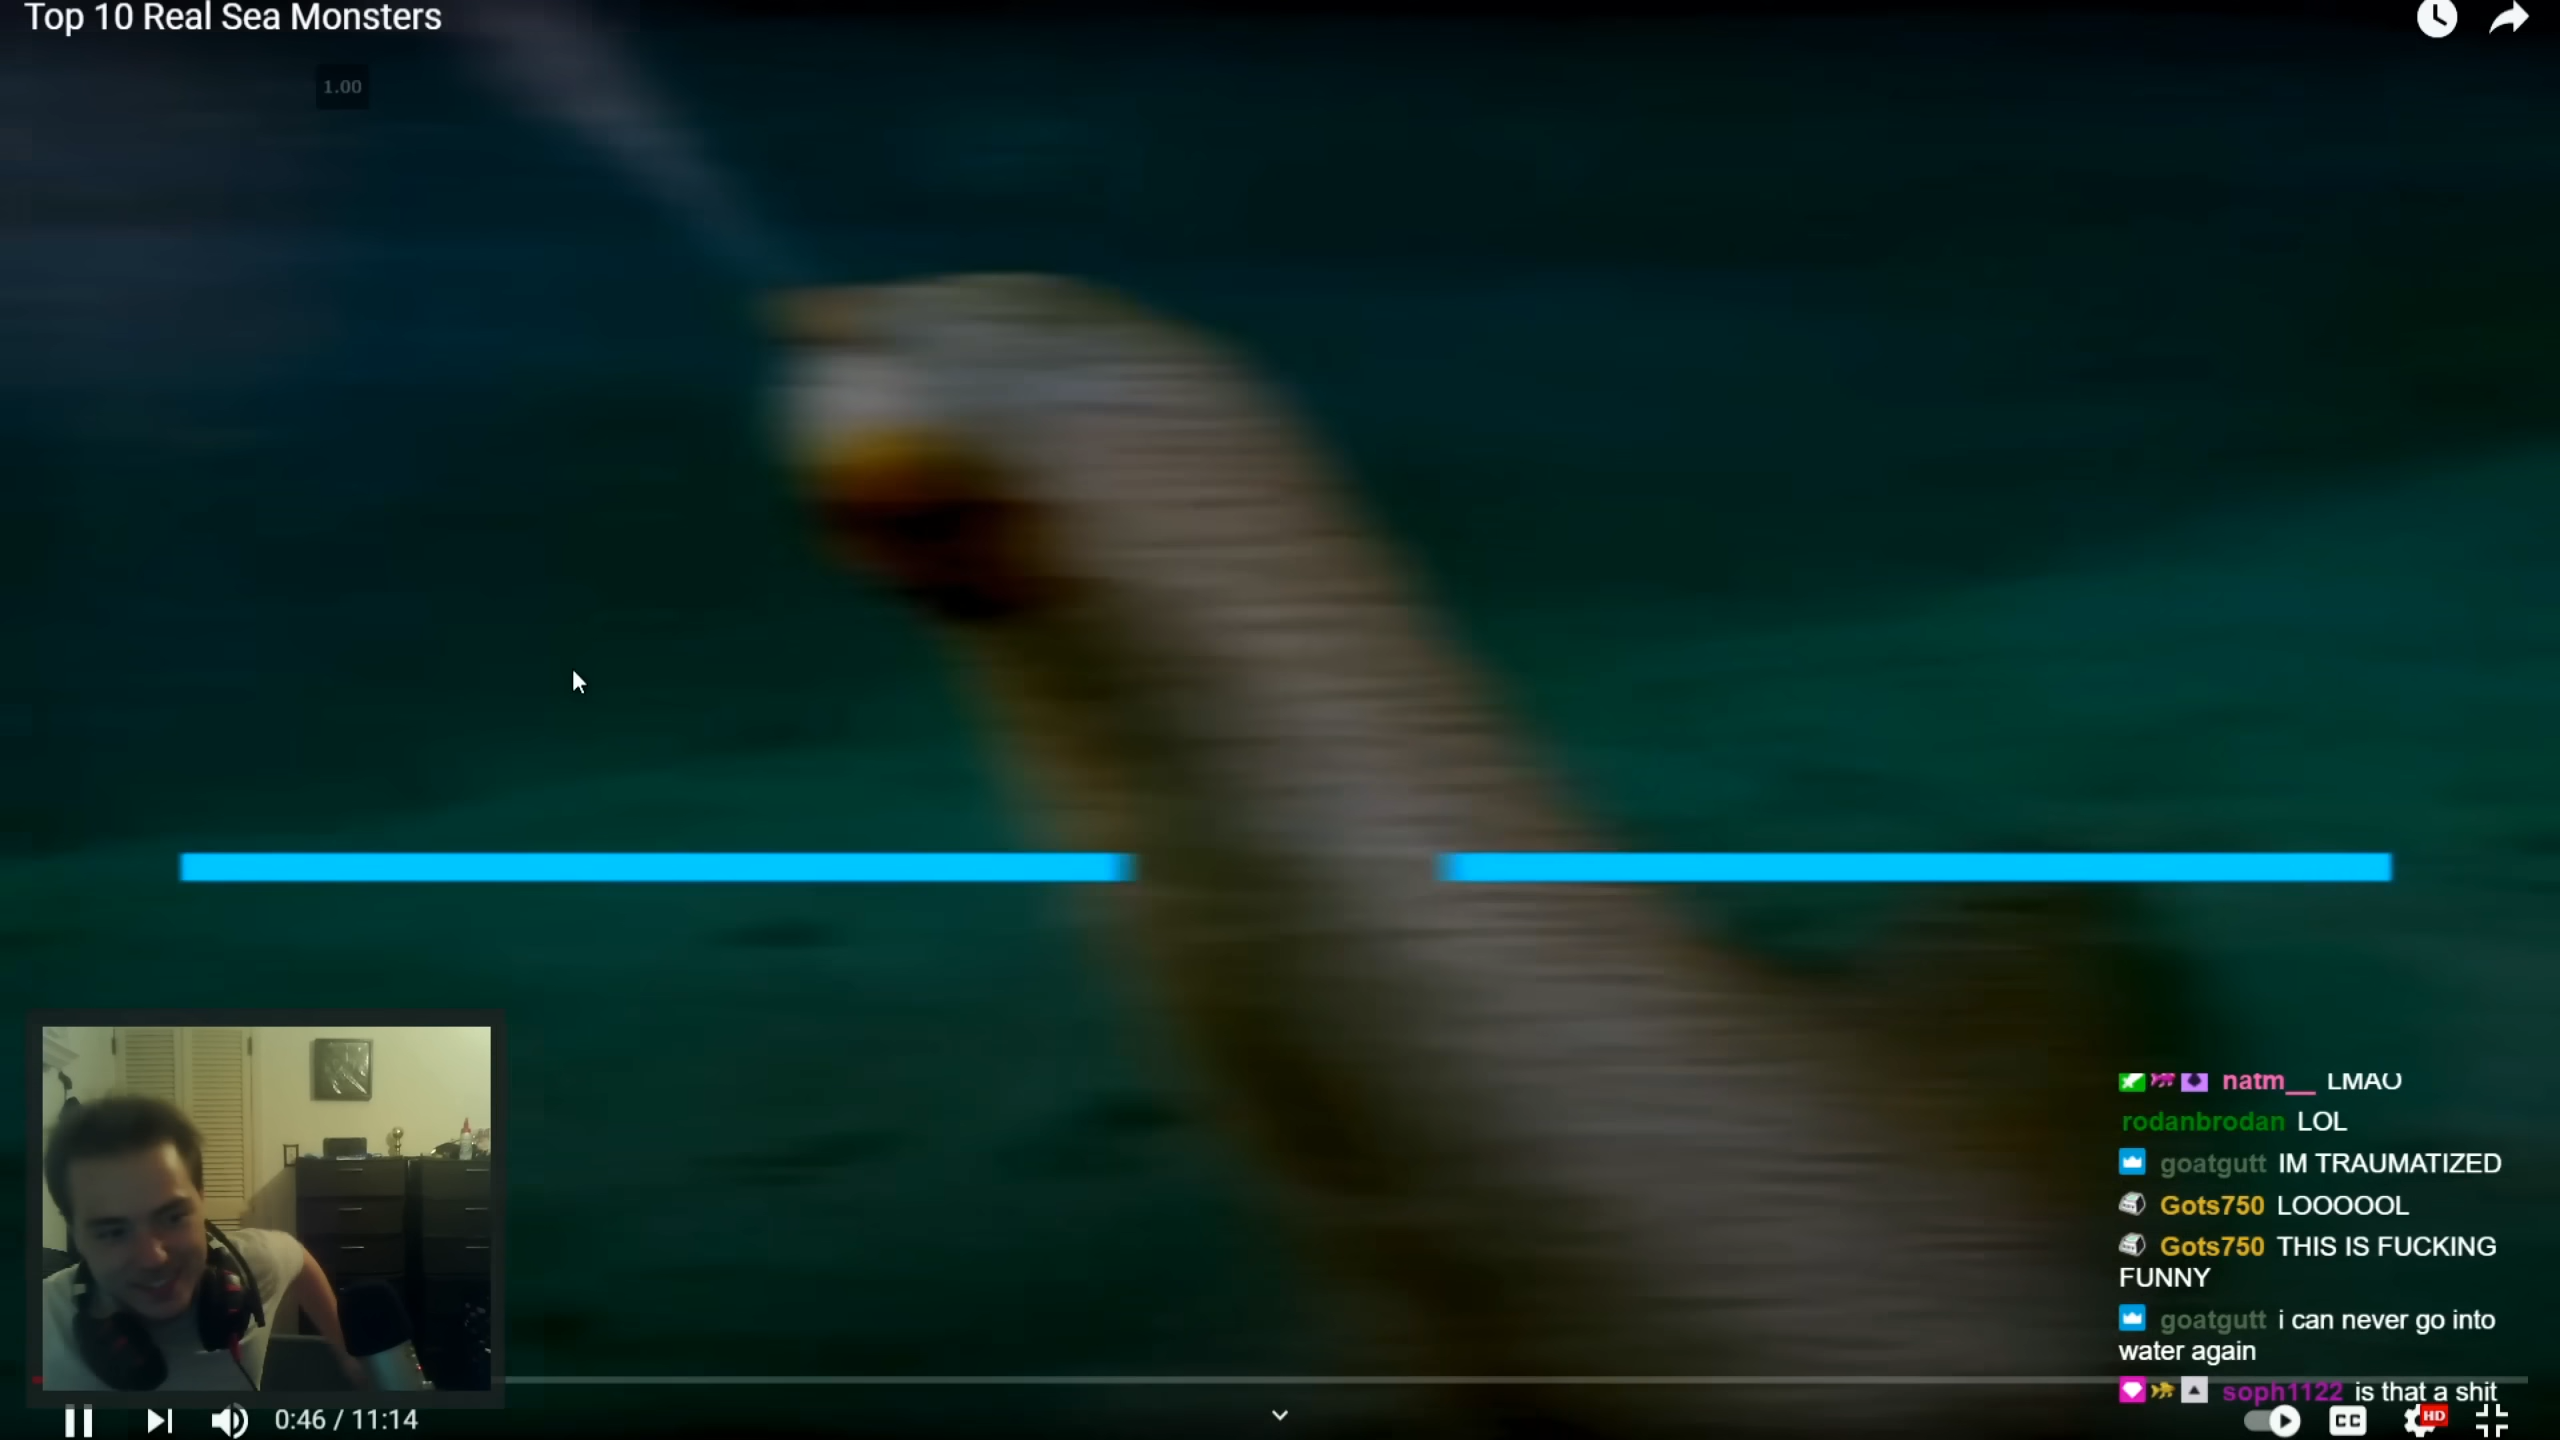 Top 10 Real Sea Monsters
1.00
natm__ LMAO
rodanbrodan LOL
goatgutt IM TRAUMATIZED
Gots750 LOOOOOL
Gots750 THIS IS FUCKING
FUNNY
goatgutt i can never go into
water again
soph1122 is that a shit
0:46 / 11:14
CC
HD